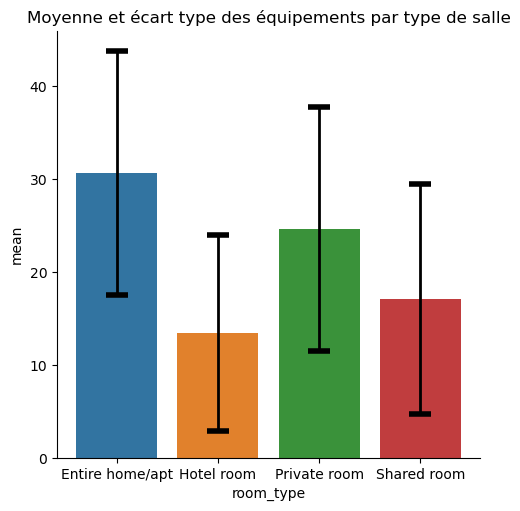 Moyenne et écart type des équipements par type de salle
40
30
20
10
0
mean
Entire home/apt Hotel room Private room Shared room
room_type